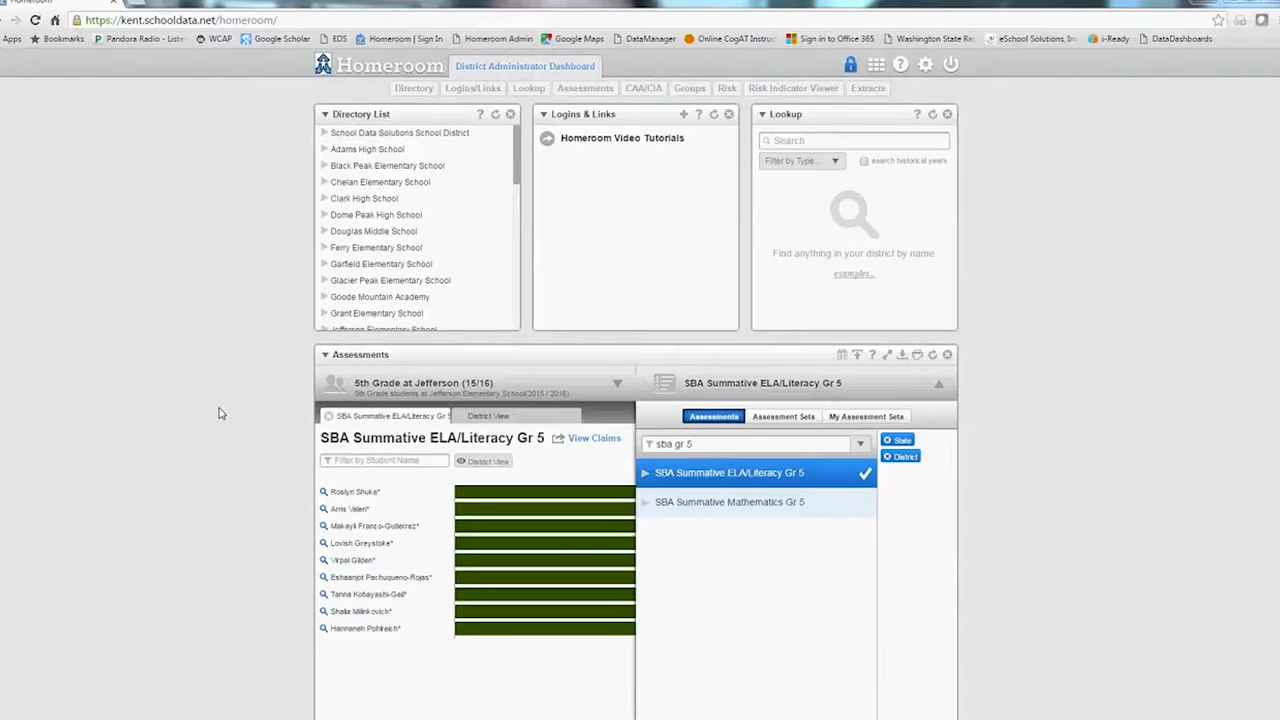 Homeroom
https://kent.schooldata.net/homeroom/
Apps Bookmarks Pandora Radio - Liste WCAP Google Scholar EDS Homeroom | Sign In Homeroom Admin Google Maps DataManager Online CogAT Instruc Sign in to Office 365 Washington State Re eSchool Solutions, Inc i-Ready DataDashboards
Homeroom District Administrator Dashboard
Directory Logins/Links Lookup Assessments CAA/CIA Groups Risk Risk Indicator Viewer Extracts
Directory List
School Data Solutions School District
Adams High School
Black Peak Elementary School
Chelan Elementary School
Clark High School
Dome Peak High School
Douglas Middle School
Ferry Elementary School
Garfield Elementary School
Glacier Peak Elementary School
Goode Mountain Academy
Grant Elementary School
Jefferson Elementary School
Logins & Links
Homeroom Video Tutorials
Lookup
Search
Filter by Type... search historical years
Find anything in your district by name.
examples...
Assessments
5th Grade at Jefferson (15/16)
5th Grade students at Jefferson Elementary School(2015 / 2016)
SBA Summative ELA/Literacy Gr 5 District View
SBA Summative ELA/Literacy Gr 5 View Claims
Filter by Student Name District View
Roslyn Shuka*
Arris Valeri*
Makayli Franco-Gutierrez*
Lovish Greystoke*
Virpal Gilden*
Eshaanjot Pachuqueno-Rojas*
Tanna Kobayashi-Geil*
Shalia Milinkovich*
Hannaneh Pohlreich*
SBA Summative ELA/Literacy Gr 5
Assessments Assessment Sets My Assessment Sets
sba gr 5
SBA Summative ELA/Literacy Gr 5
SBA Summative Mathematics Gr 5
State
District